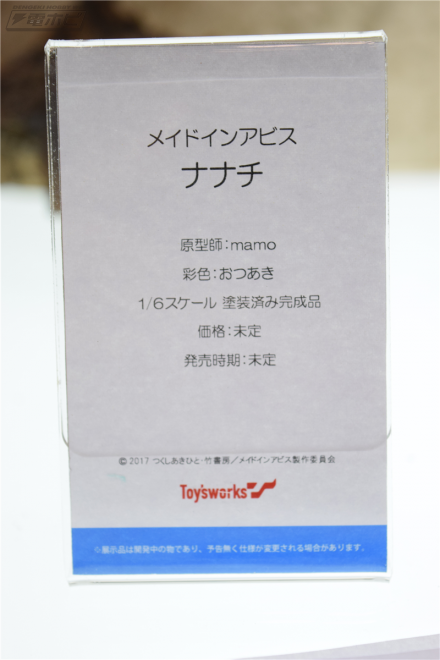 電ホビ
メイドインアビス
ナナチ
原型師:mamo
彩色:おつあき
1/6スケール 塗装済み完成品
価格:未定
発売時期:未定
©2017 つくしあきひと・竹書房/メイドインアビス製作委員会
Toy'sworks
◇展示品は開発中の物であり、予告無く仕様が変更される場合があります。